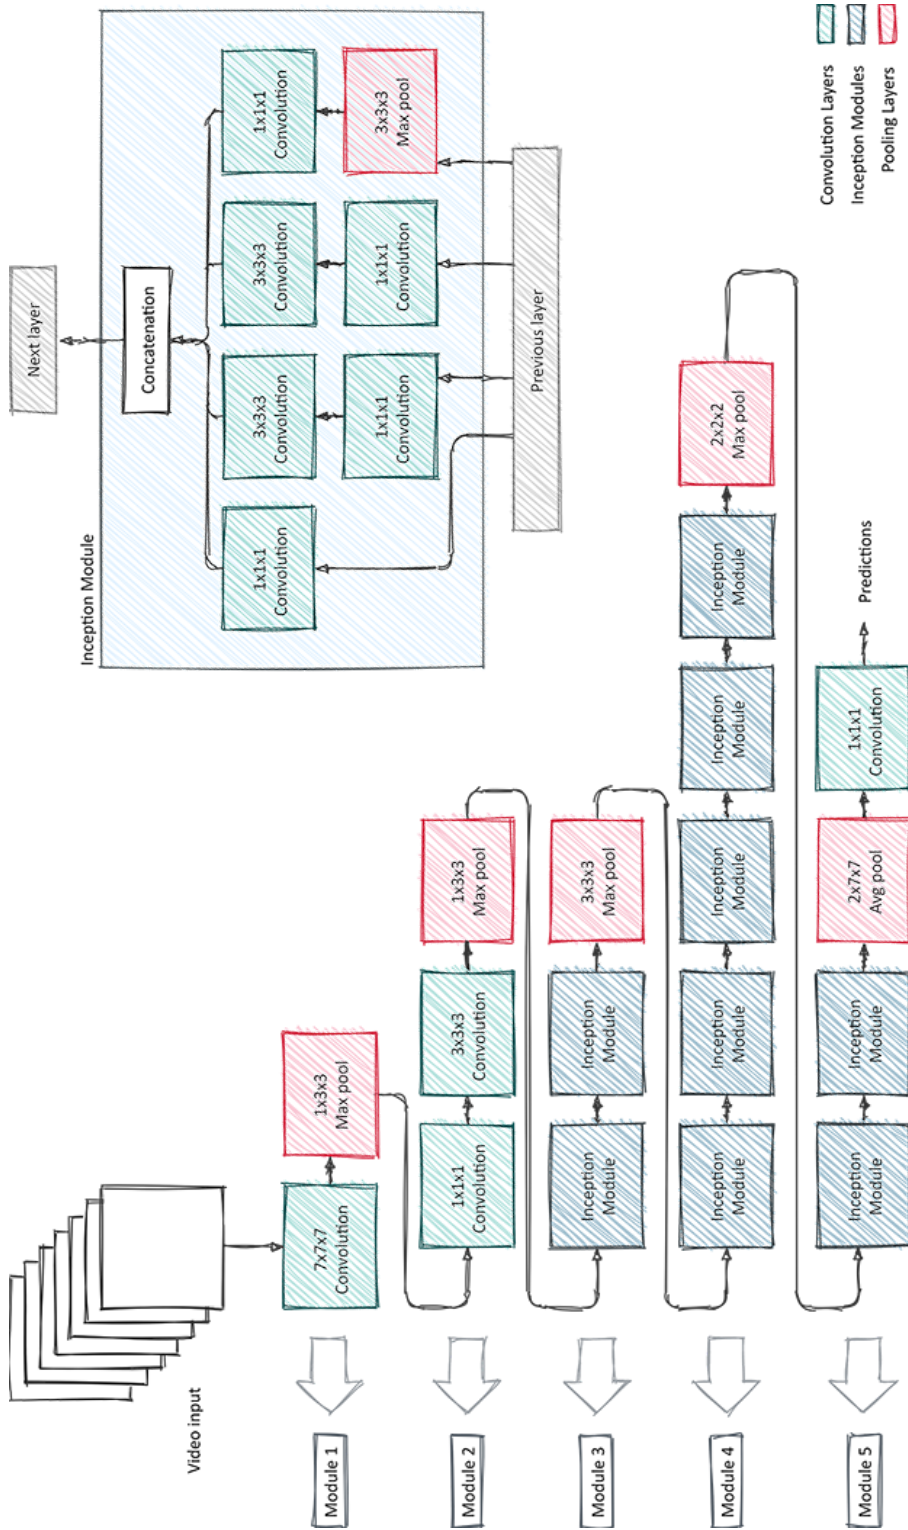 Video input
Module 1
7x7x7
Convolution
1x3x3
Max pool
Module 2
1x1x1
Convolution
3x3x3
Convolution
1x3x3
Max pool
Module 3
Inception
Module
Inception
Module
3x3x3
Max pool
Module 4
Inception
Module
Inception
Module
Inception
Module
Inception
Module
Inception
Module
2x2x2
Max pool
Module 5
Inception
Module
Inception
Module
2x7x7
Avg pool
1x1x1
Convolution
Predictions
Inception Module
Next layer
Concatenation
1x1x1
Convolution
3x3x3
Convolution
3x3x3
Convolution
1x1x1
Convolution
1x1x1
Convolution
1x1x1
Convolution
3x3x3
Max pool
Previous layer
Convolution Layers
Inception Modules
Pooling Layers